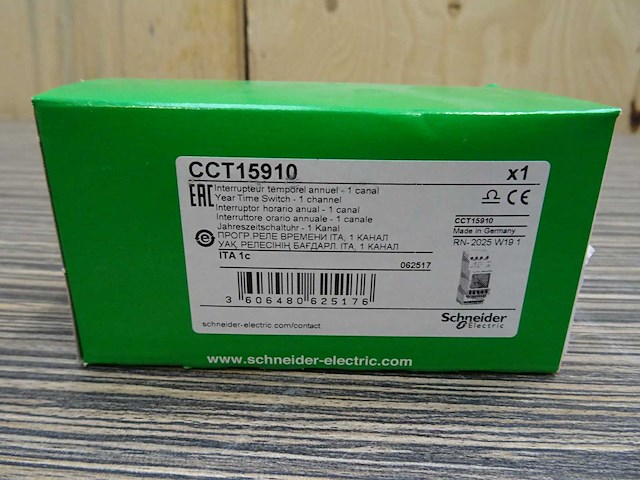 CCT15910 x1
EAC
Interrupteur temporel annuel - 1 canal
Year Time Switch - 1 channel
Interruptor horario anual - 1 canal
Interruttore orario annuale - 1 canale
Jahreszeitschaltuhr - 1 Kanal
ПРОГР.РЕЛЕ ВРЕМЕНИ ITA, 1 КАНАЛ
УАҚ. РЕЛЕСІНІҢ БАҒДАРЛ. ITA, 1 КАНАЛ
ITA 1c
062517
CE
CCT15910
Made in Germany
RN- 2025 W19 1
3 606480 625176
Schneider
Electric
schneider-electric.com/contact
www.schneider-electric.com